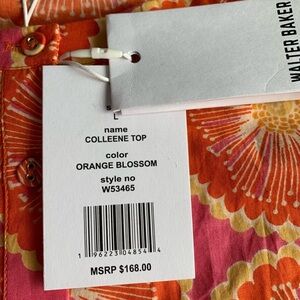 WALTER BAKER
S
L
name
COLLEENE TOP
color
ORANGE BLOSSOM
style no
W53465
1 96223 04854 4
MSRP $168.00